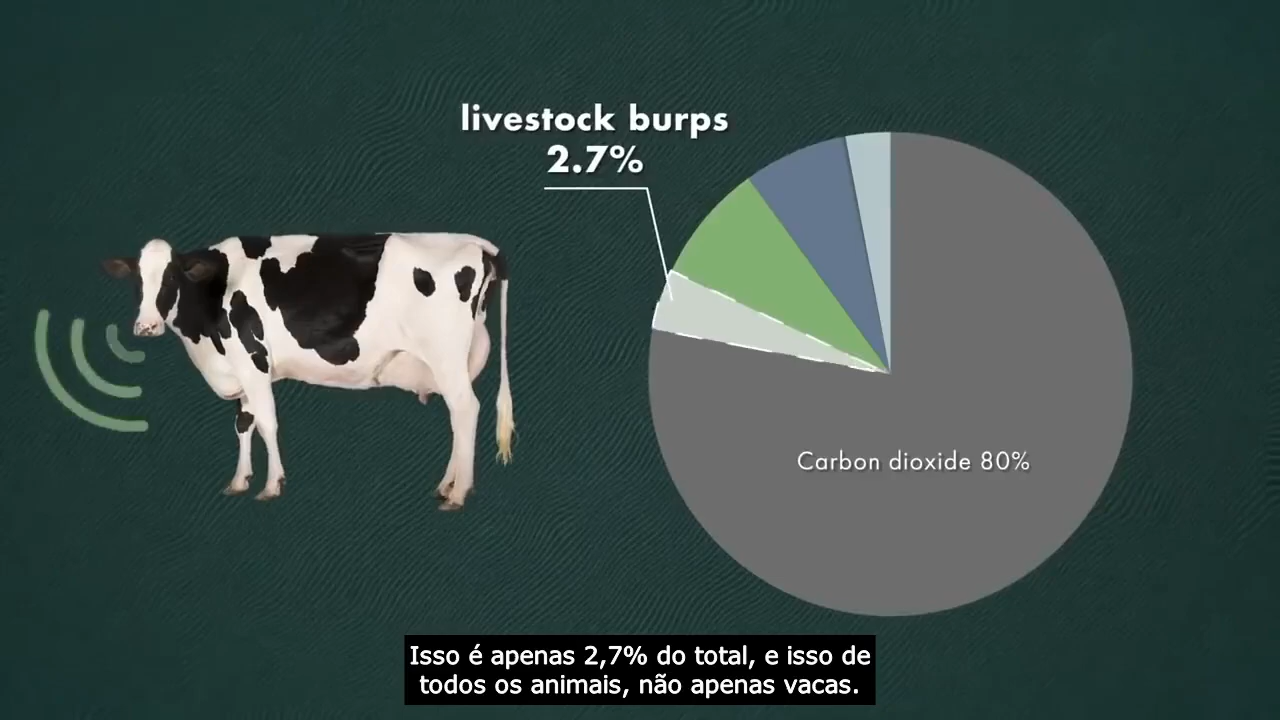 livestock burps
2.7%
Carbon dioxide 80%
Isso é apenas 2,7% do total, e isso de
todos os animais, não apenas vacas.